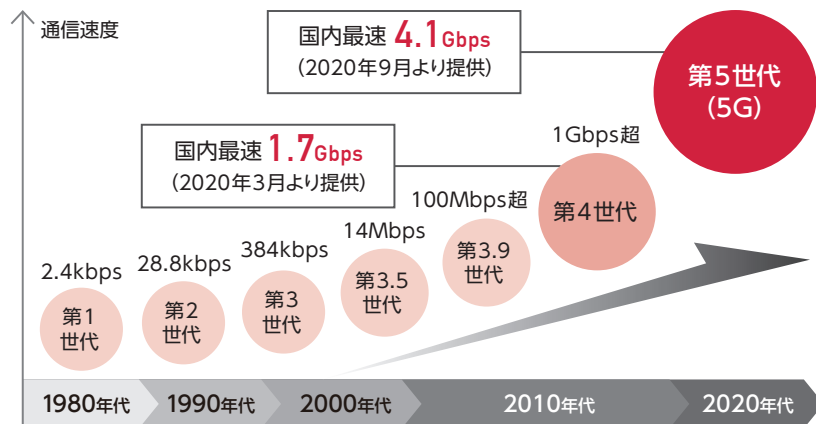 通信速度
国内最速 4.1Gbps
(2020年9月より提供)
第5世代
(5G)
国内最速 1.7Gbps
(2020年3月より提供)
1Gbps超
第4世代
100Mbps超
第3.9
世代
14Mbps
第3.5
世代
384kbps
第3
世代
28.8kbps
第2
世代
2.4kbps
第1
世代
1980年代
1990年代
2000年代
2010年代
2020年代